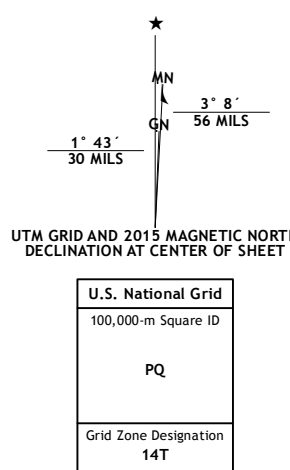 ★
MN
GN
3° 8´
56 MILS
1° 43´
30 MILS
UTM GRID AND 2015 MAGNETIC NORT
DECLINATION AT CENTER OF SHEET
U.S. National Grid
100,000-m Square ID
PQ
Grid Zone Designation
14T